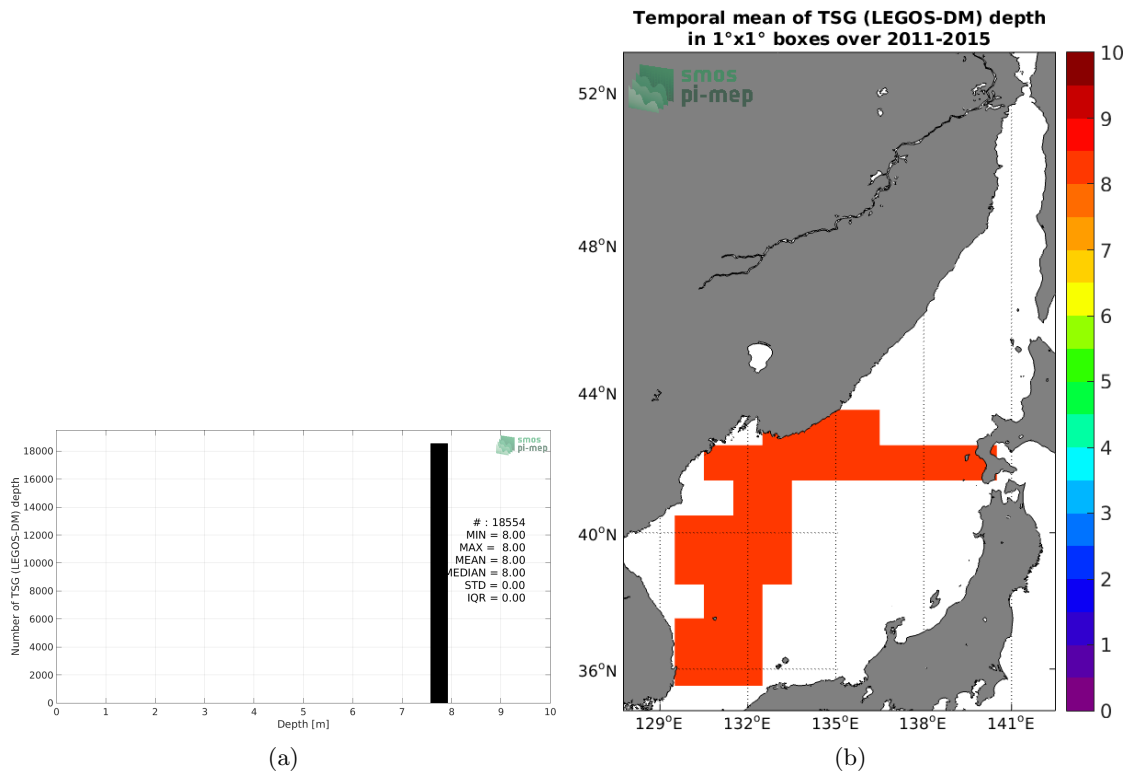 smos
pi-mep
18000
16000
14000
12000
10000
8000
6000
4000
2000
0
Number of TSG (LEGOS-DM) depth
# : 18554
MIN = 8.00
MAX = 8.00
MEAN = 8.00
MEDIAN = 8.00
STD = 0.00
IQR = 0.00
0 1 2 3 4 5 6 7 8 9 10
Depth [m]
(a)
Temporal mean of TSG (LEGOS-DM) depth
in 1°x1° boxes over 2011-2015
smos
pi-mep
52°N
48°N
44°N
40°N
36°N
129°E 132°E 135°E 138°E 141°E
10
9
8
7
6
5
4
3
2
1
0
(b)